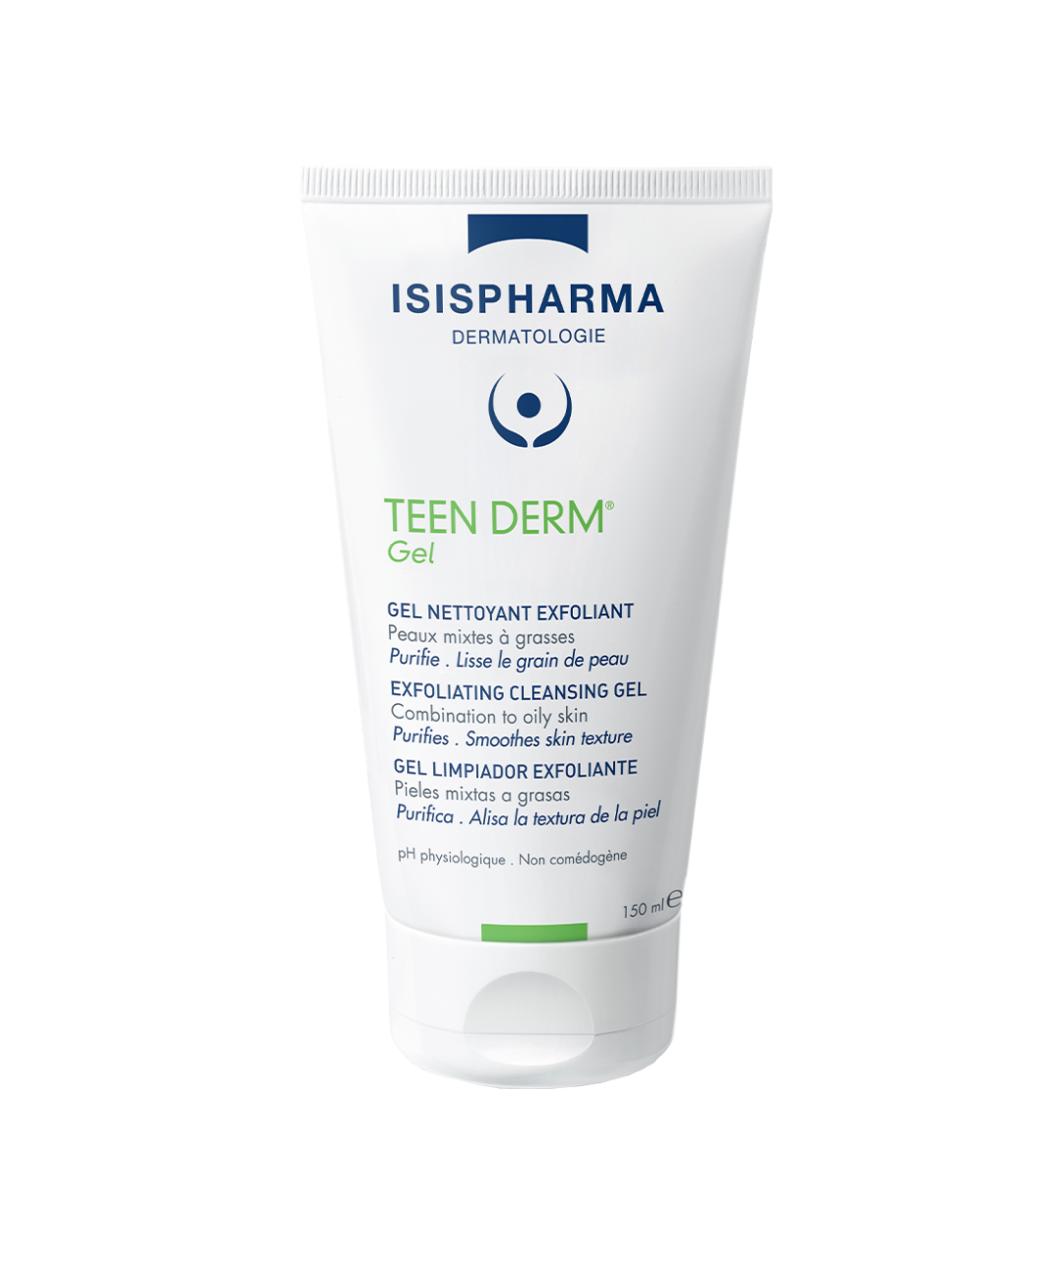 ISISPHARMA
DERMATOLOGIE
TEEN DERM®
Gel
GEL NETTOYANT EXFOLIANT
Peaux mixtes à grasses
Purifie . Lisse le grain de peau
EXFOLIATING CLEANSING GEL
Combination to oily skin
Purifies . Smoothes skin texture
GEL LIMPIADOR EXFOLIANTE
Pieles mixtas a grasas
Purifica . Alisa la textura de la piel
pH physiologique . Non comédogène
150 ml ℮